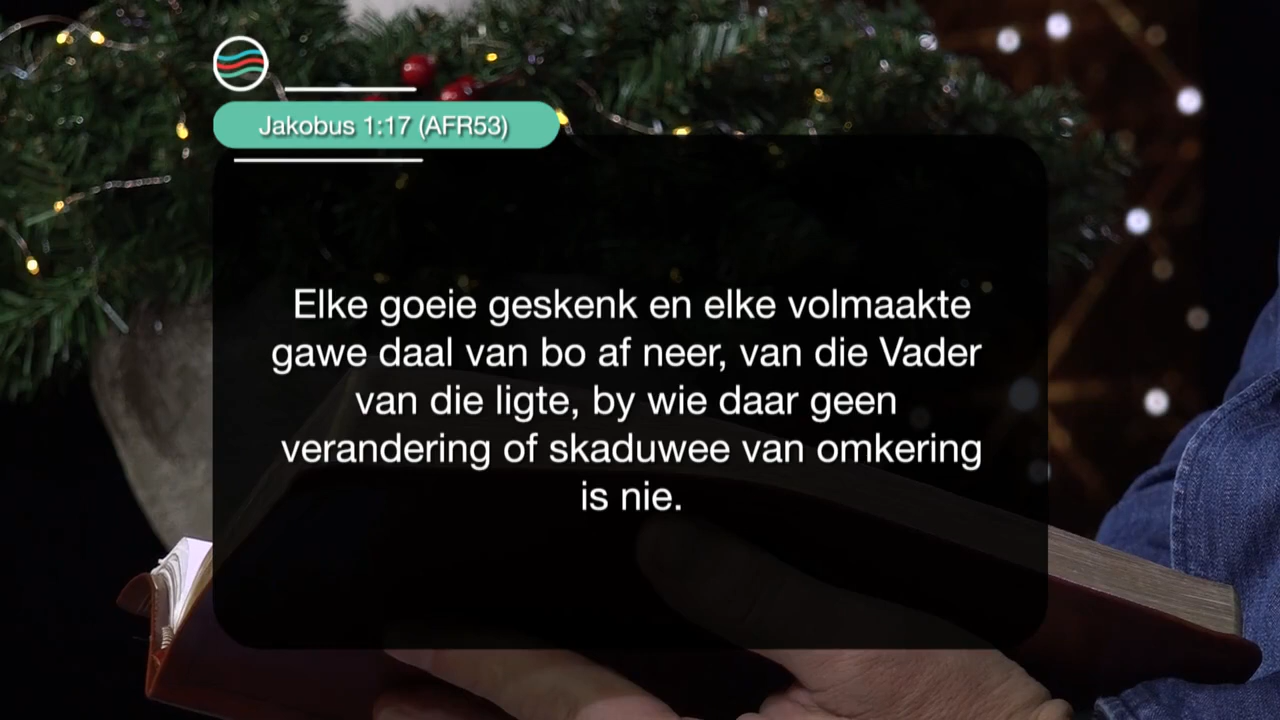 Jakobus 1:17 (AFR53)
Elke goeie geskenk en elke volmaakte
gawe daal van bo af neer, van die Vader
van die ligte, by wie daar geen
verandering of skaduwee van omkering
is nie.